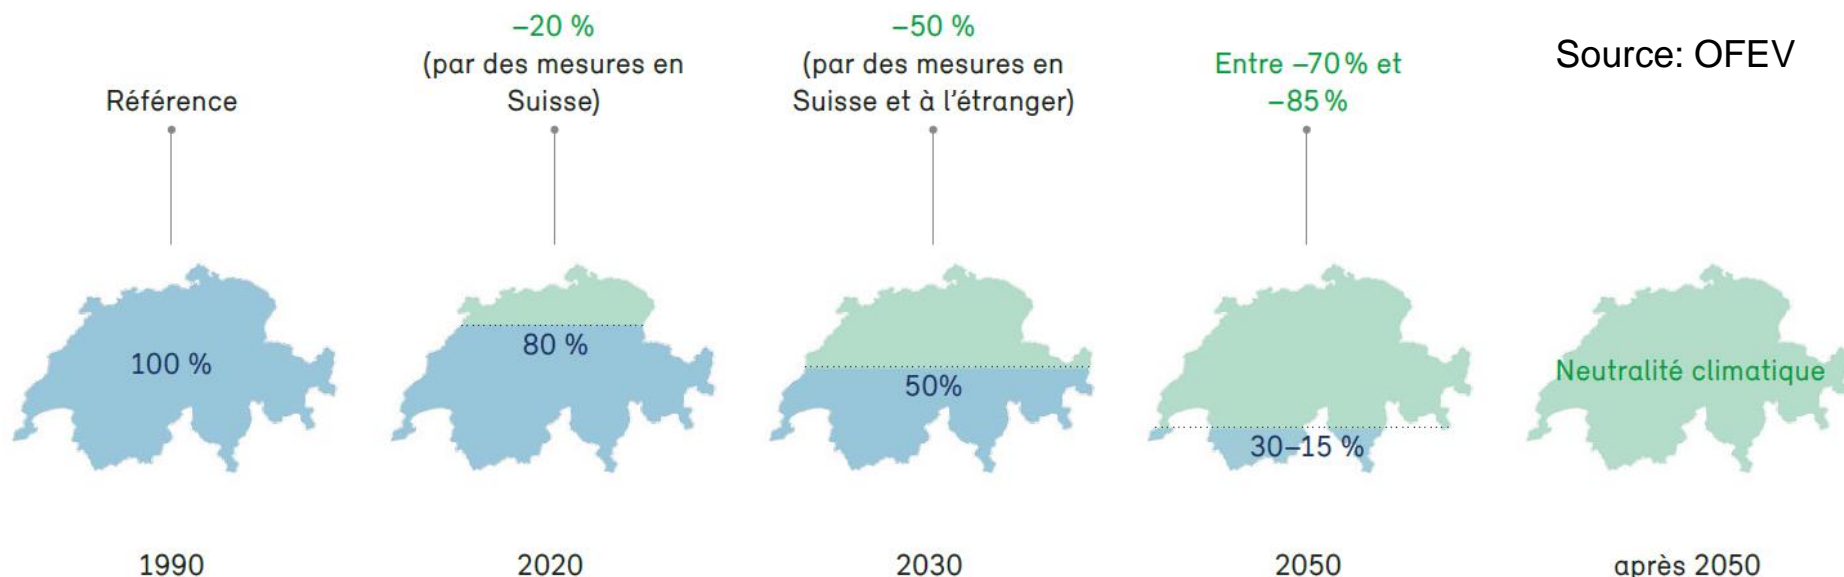 Référence
–20 %
(par des mesures en
Suisse)
–50 %
(par des mesures en
Suisse et à l’étranger)
Entre –70 % et
–85 %
Source: OFEV
100 %
80 %
50%
30–15 %
Neutralité climatique
1990
2020
2030
2050
après 2050